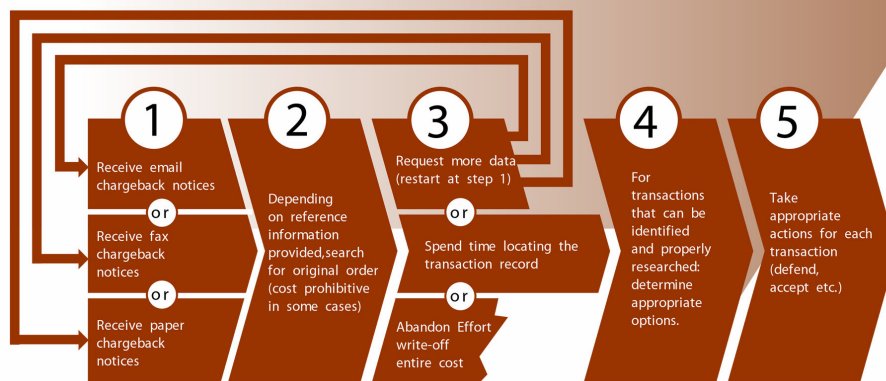 1
Receive email
chargeback notices
or
Receive fax
chargeback
notices
or
Receive paper
chargeback
notices
2
Depending
on reference
information
provided,search
for original order
(cost prohibitive
in some cases)
3
Request more data
(restart at step 1)
or
Spend time locating the
transaction record
or
Abandon Effort
write-off
entire cost
4
For
transactions
that can be
identified
and properly
researched:
determine
appropriate
options.
5
Take
appropriate
actions for each
transaction
(defend,
accept etc.)